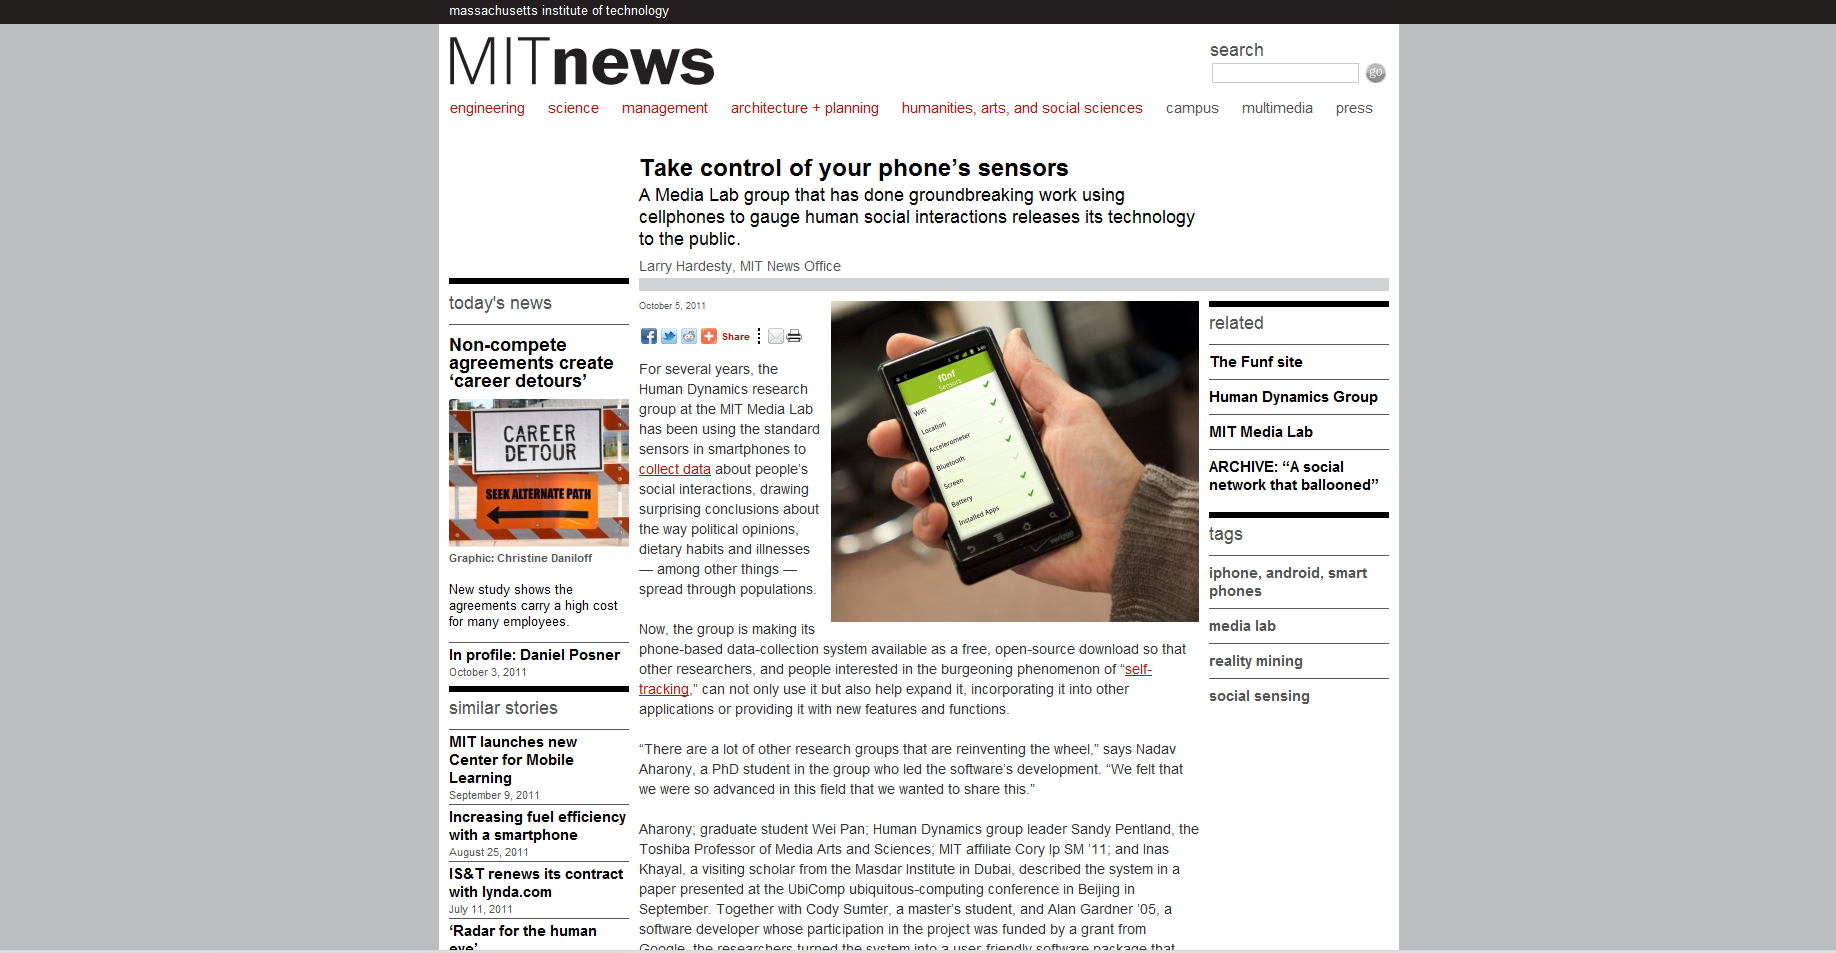 massachusetts institute of technology
MITnews
search
go
engineering science management architecture + planning humanities, arts, and social sciences campus multimedia press
Take control of your phone’s sensors
A Media Lab group that has done groundbreaking work using
cellphones to gauge human social interactions releases its technology
to the public.
Larry Hardesty, MIT News Office
today's news
Non-compete
agreements create
‘career detours’
CAREER
DETOUR
SEEK ALTERNATE PATH
Graphic: Christine Daniloff
New study shows the
agreements carry a high cost
for many employees.
In profile: Daniel Posner
October 3, 2011
similar stories
MIT launches new
Center for Mobile
Learning
September 9, 2011
Increasing fuel efficiency
with a smartphone
August 25, 2011
IS&T renews its contract
with lynda.com
July 11, 2011
‘Radar for the human
eye’
October 5, 2011
Share
For several years, the
Human Dynamics research
group at the MIT Media Lab
has been using the standard
sensors in smartphones to
collect data about people’s
social interactions, drawing
surprising conclusions about
the way political opinions,
dietary habits and illnesses
— among other things —
spread through populations.
funf
Sensors
WiFi
Location
Accelerometer
Bluetooth
Screen
Battery
Installed Apps
verizon
Now, the group is making its
phone-based data-collection system available as a free, open-source download so that
other researchers, and people interested in the burgeoning phenomenon of “self-
tracking,” can not only use it but also help expand it, incorporating it into other
applications or providing it with new features and functions.
“There are a lot of other research groups that are reinventing the wheel,” says Nadav
Aharony, a PhD student in the group who led the software’s development. “We felt that
we were so advanced in this field that we wanted to share this.”
Aharony; graduate student Wei Pan; Human Dynamics group leader Sandy Pentland, the
Toshiba Professor of Media Arts and Sciences; MIT affiliate Cory Ip SM ’11; and Inas
Khayal, a visiting scholar from the Masdar Institute in Dubai, described the system in a
paper presented at the UbiComp ubiquitous-computing conference in Beijing in
September. Together with Cody Sumter, a master’s student, and Alan Gardner ’05, a
software developer whose participation in the project was funded by a grant from
Google, the researchers turned the system into a user-friendly software package that
related
The Funf site
Human Dynamics Group
MIT Media Lab
ARCHIVE: “A social
network that ballooned”
tags
iphone, android, smart
phones
media lab
reality mining
social sensing